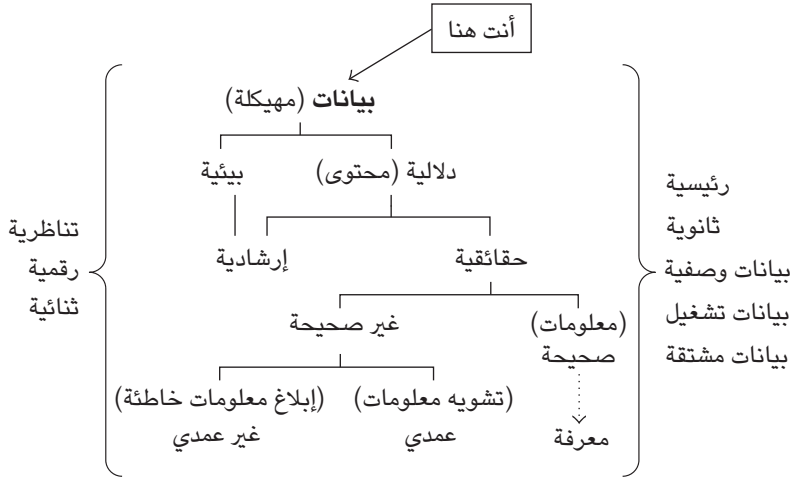 أنت هنا
بيانات (مهيكلة)
دلالية (محتوى)
بيئية
حقائقية
إرشادية
(معلومات)
صحيحة
غير صحيحة
معرفة
(تشويه معلومات)
عمدي
(إبلاغ معلومات خاطئة)
غير عمدي
رئيسية
ثانوية
بيانات وصفية
بيانات تشغيل
بيانات مشتقة
تناظرية
رقمية
ثنائية